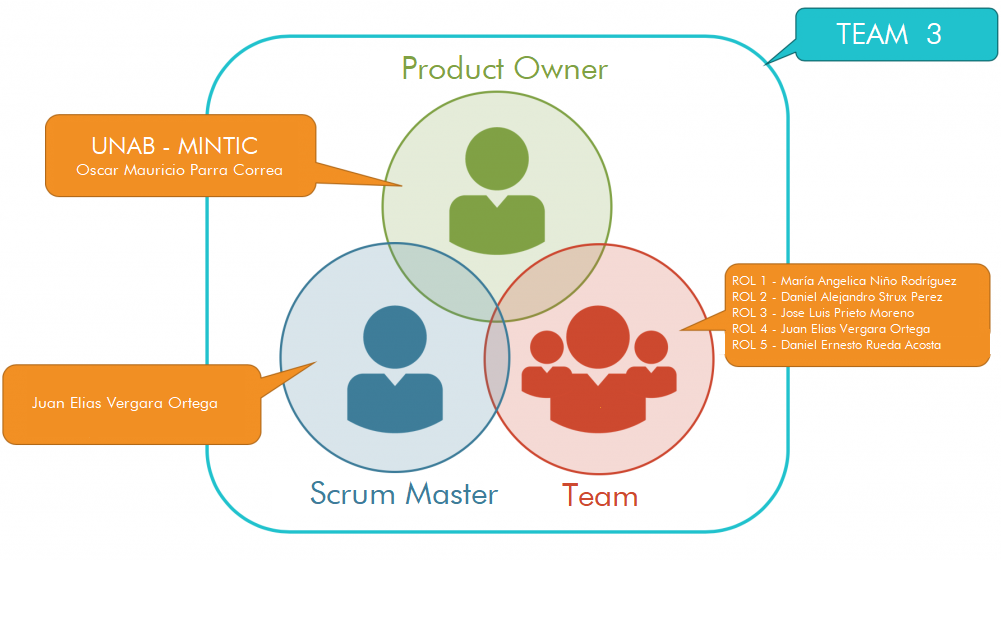 TEAM 3
Product Owner
UNAB - MINTIC
Oscar Mauricio Parra Correa
ROL 1 - María Angelica Niño Rodríguez
ROL 2 - Daniel Alejandro Strux Perez
ROL 3 - Jose Luis Prieto Moreno
ROL 4 - Juan Elias Vergara Ortega
ROL 5 - Daniel Ernesto Rueda Acosta
Juan Elias Vergara Ortega
Scrum Master
Team